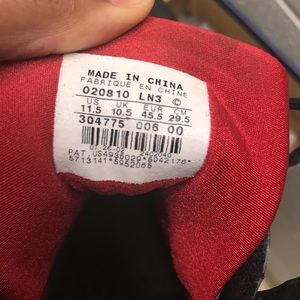 MADE IN CHINA
FABRIQUE EN CHINE
020810 LN3 ©
US UK EUR CM
11.5 10.5 45.5 29.5
304775 006 00